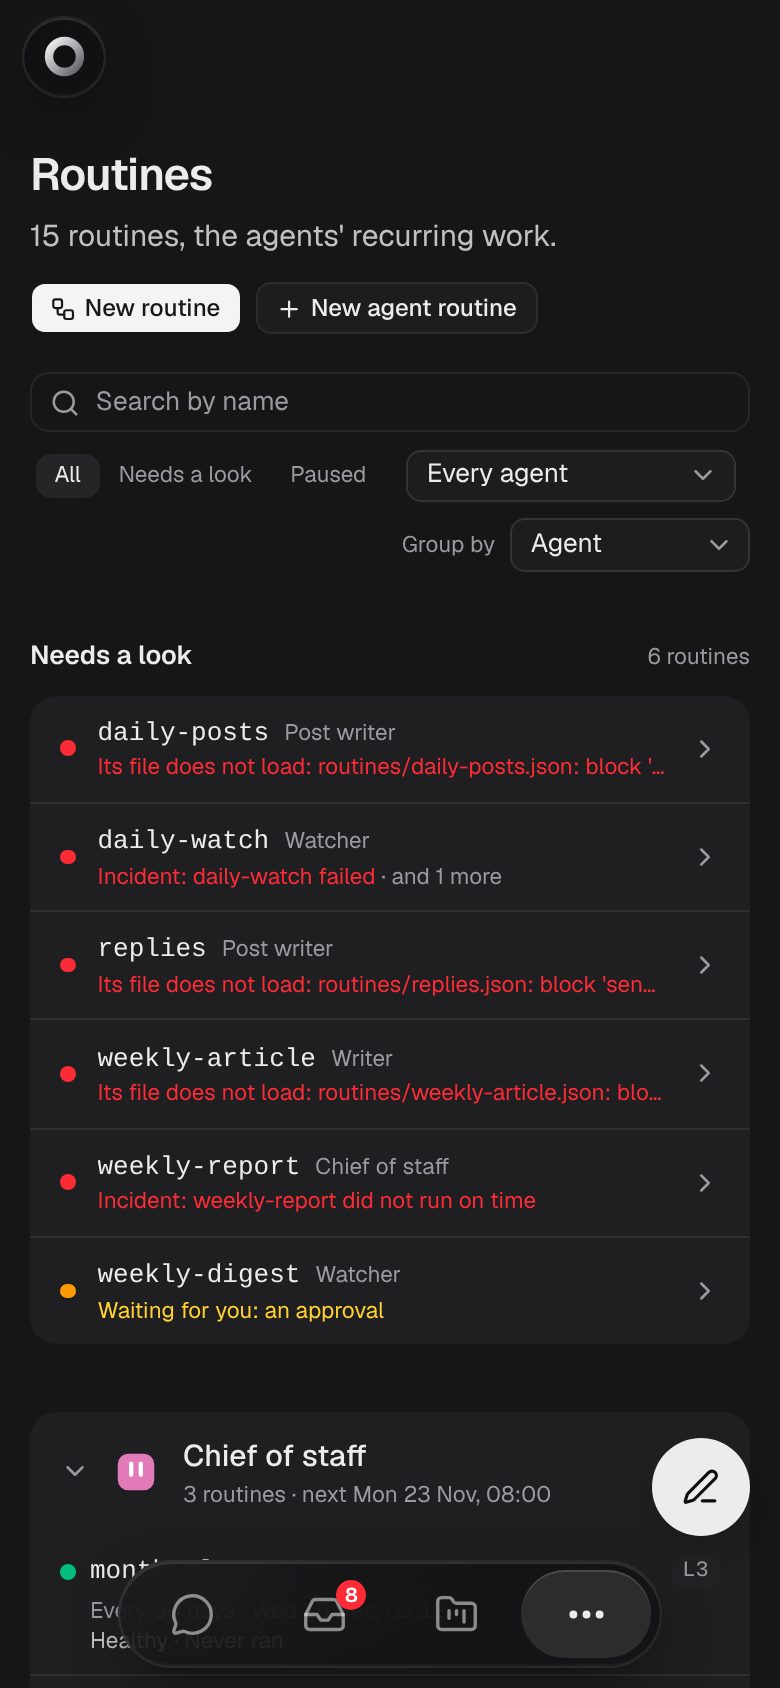 Routines
15 routines, the agents' recurring work.
New routine
New agent routine
Search by name
All Needs a look Paused Every agent
Group by Agent
Needs a look 6 routines
daily-posts Post writer
Its file does not load: routines/daily-posts.json: block '...
daily-watch Watcher
Incident: daily-watch failed · and 1 more
replies Post writer
Its file does not load: routines/replies.json: block 'sen...
weekly-article Writer
Its file does not load: routines/weekly-article.json: blo...
weekly-report Chief of staff
Incident: weekly-report did not run on time
weekly-digest Watcher
Waiting for you: an approval
Chief of staff
3 routines · next Mon 23 Nov, 08:00
L3
8
Healthy · Never ran